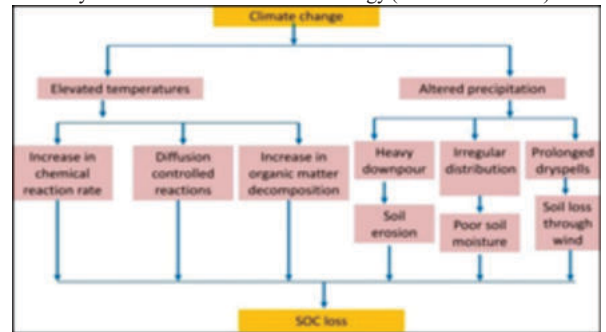 Climate change
Elevated temperatures
Altered precipitation
Increase in
chemical
reaction rate
Diffusion
controlled
reactions
Increase in
organic matter
decomposition
Heavy
downpour
Irregular
distribution
Prolonged
dryspells
Soil
erosion
Poor soil
moisture
Soil loss
through
wind
SOC loss